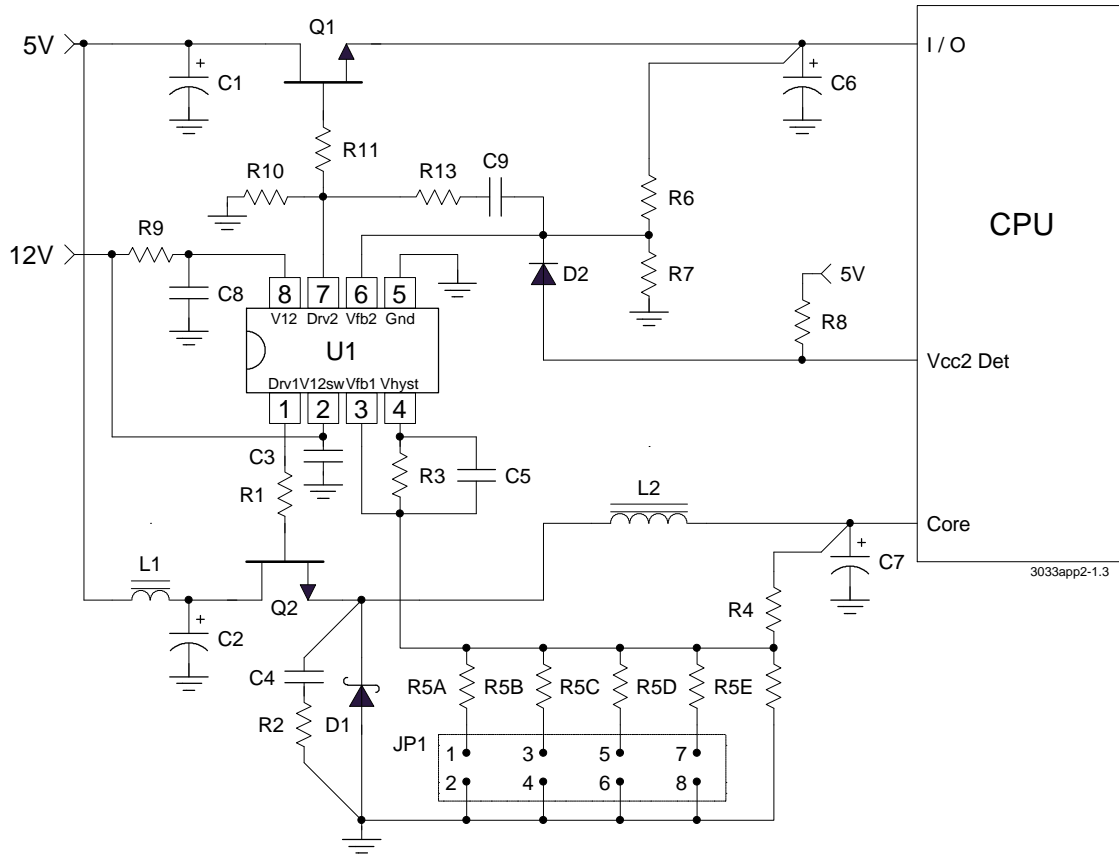 Q1
5V
I / O
C1
+
C6
+
R11
C9
R10
R13
R6
R9
CPU
12V
D2
R7
5V
C8
8 7 6 5
V12 Drv2 Vfb2 Gnd
R8
U1
Vcc2 Det
Drv1 V12sw Vfb1 Vhyst
1 2 3 4
C3
R3
C5
R1
L2
Core
+
C7
3033app2-1.3
L1
Q2
R4
+
C2
C4
R5A R5B R5C R5D R5E
R2
D1
JP1
1 3 5 7
2 4 6 8